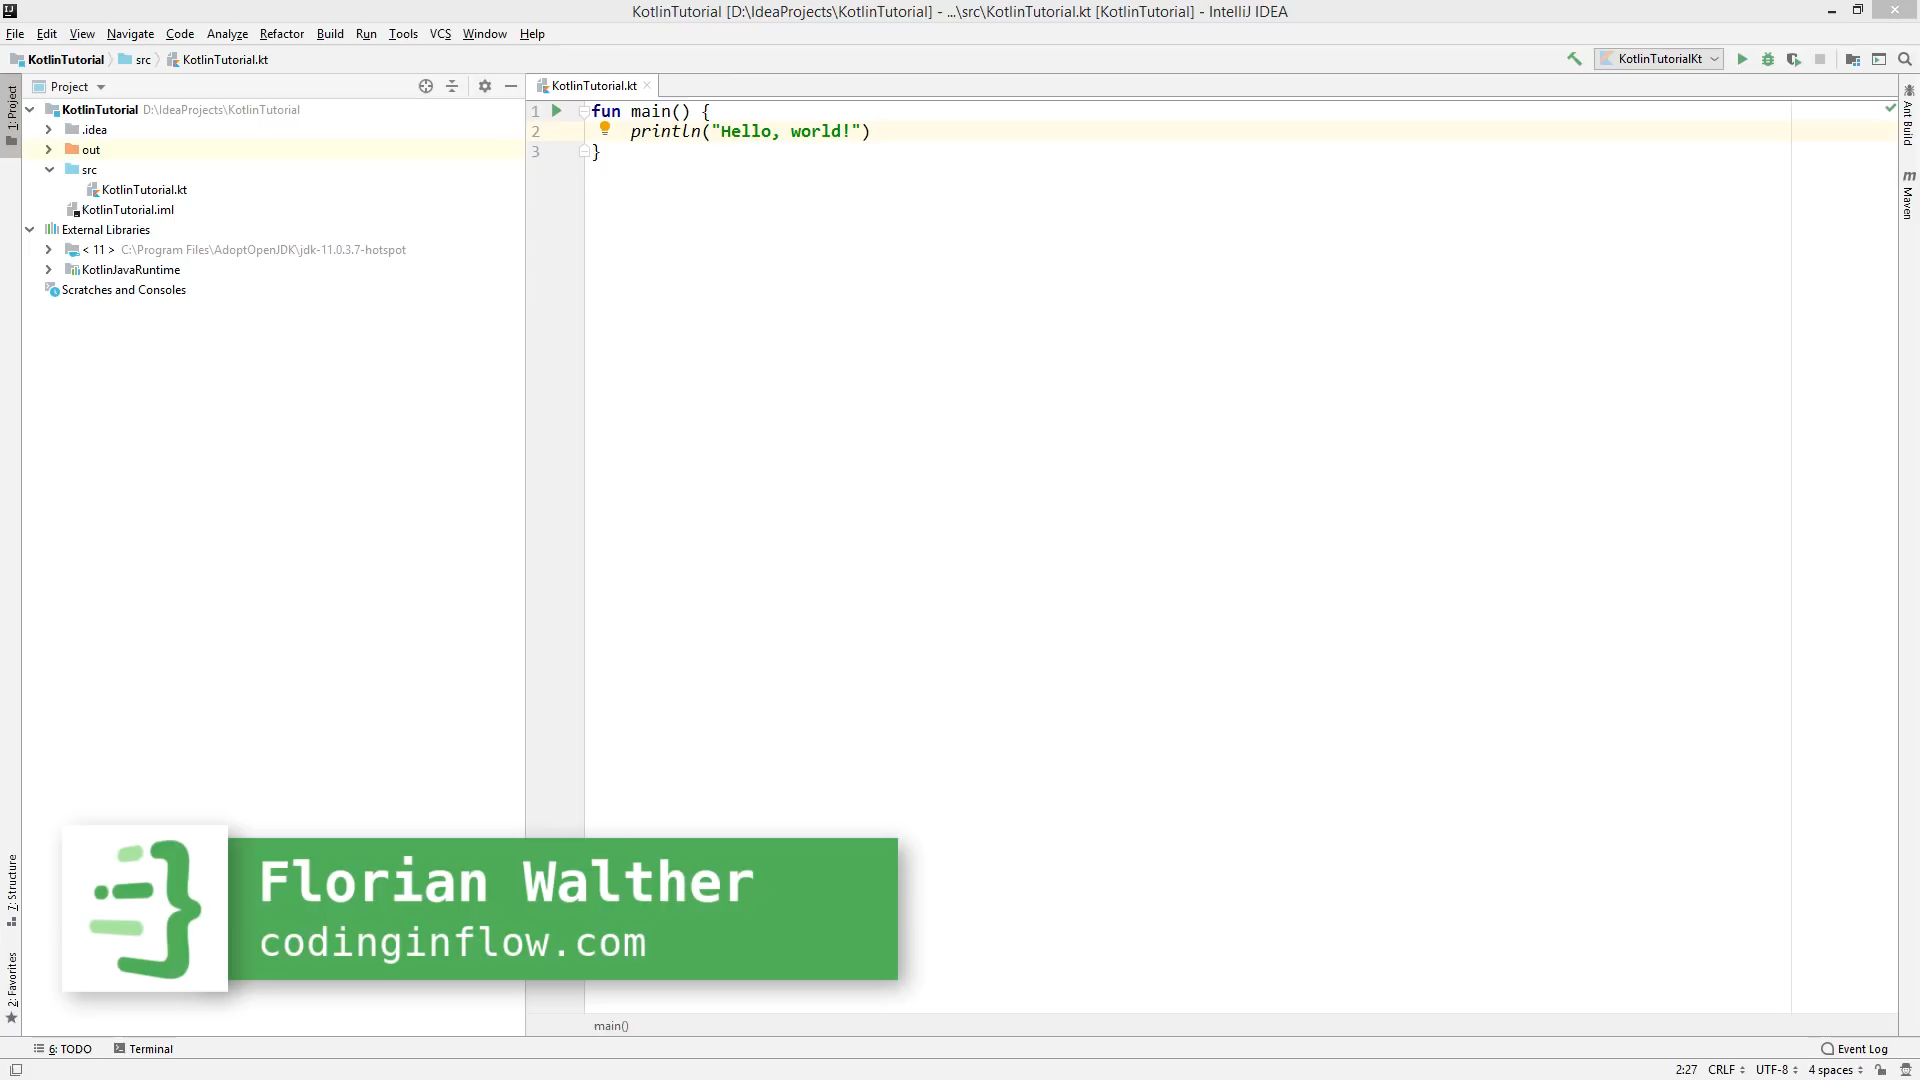 KotlinTutorial [D:\IdeaProjects\KotlinTutorial] - ...\src\KotlinTutorial.kt [KotlinTutorial] - IntelliJ IDEA
File Edit View Navigate Code Analyze Refactor Build Run Tools VCS Window Help
KotlinTutorial src KotlinTutorial.kt
KotlinTutorialKt
1: Project
Project
KotlinTutorial D:\IdeaProjects\KotlinTutorial
.idea
out
src
KotlinTutorial.kt
KotlinTutorial.iml
External Libraries
< 11 > C:\Program Files\AdoptOpenJDK\jdk-11.0.3.7-hotspot
KotlinJavaRuntime
Scratches and Consoles
KotlinTutorial.kt
1 fun main() {
2 println("Hello, world!")
3 }
Ant Build
m Maven
7: Structure
2: Favorites
Florian Walther
codinginflow.com
main()
6: TODO Terminal
Event Log
2:27 CRLF UTF-8 4 spaces